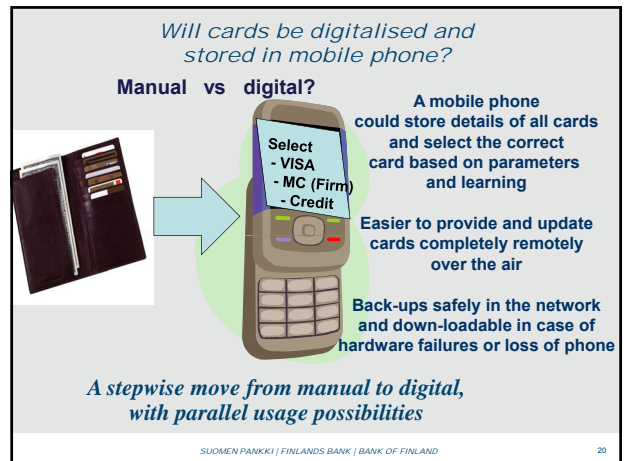 Will cards be digitalised and
stored in mobile phone?
Manual vs digital?
Select
- VISA
- MC (Firm)
- Credit
A mobile phone
could store details of all cards
and select the correct
card based on parameters
and learning
Easier to provide and update
cards completely remotely
over the air
Back-ups safely in the network
and down-loadable in case of
hardware failures or loss of phone
A stepwise move from manual to digital,
with parallel usage possibilities
SUOMEN PANKKI | FINLANDS BANK | BANK OF FINLAND
20